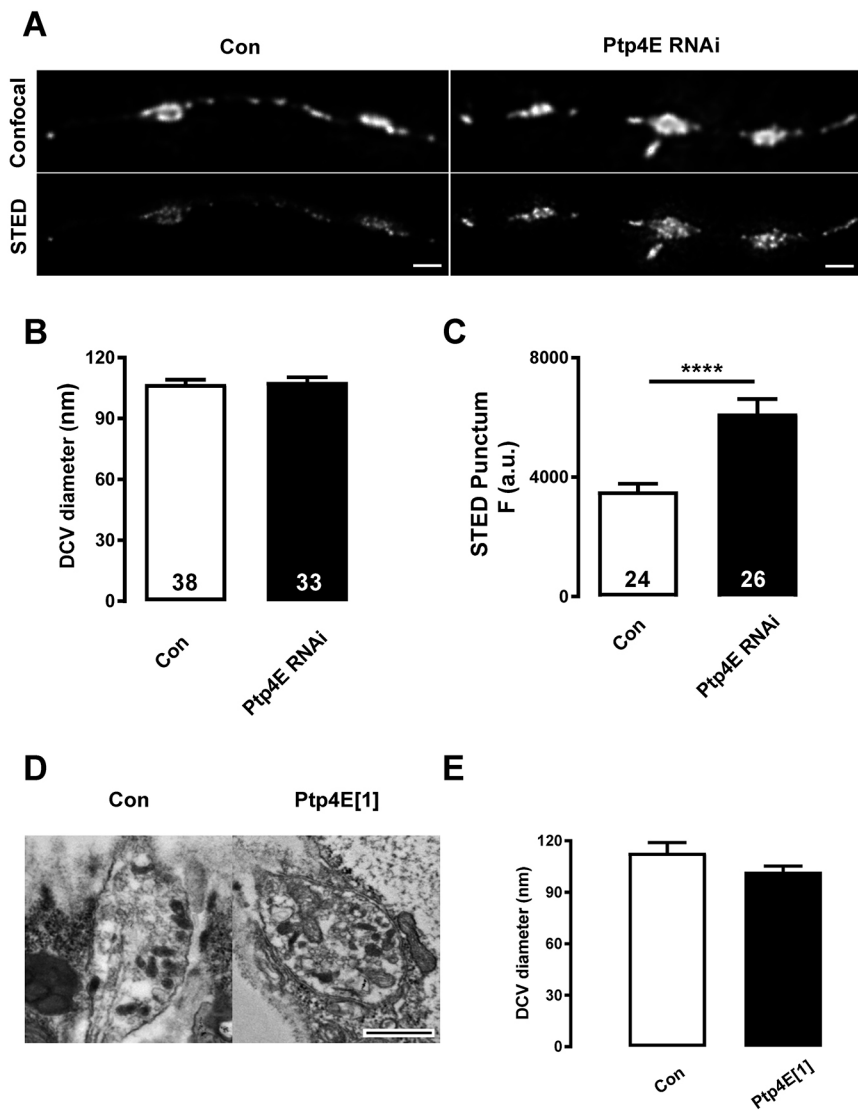 A
Con
Ptp4E RNAi
Confocal
STED
B
DCV diameter (nm)
120
90
60
30
0
38
33
Con
Ptp4E RNAi
C
STED Punctum
F (a.u.)
8000
4000
0
****
24
26
Con
Ptp4E RNAi
D
Con
Ptp4E[1]
E
DCV diameter (nm)
120
90
60
30
0
Con
Ptp4E[1]